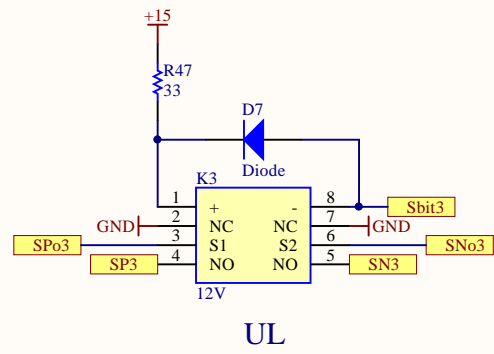 +15
R47
33
D7
Diode
K3
1 + - 8 Sbit3
GND 2 NC NC 7 GND
SPo3 3 S1 S2 6 SNo3
SP3 4 NO NO 5 SN3
12V
UL